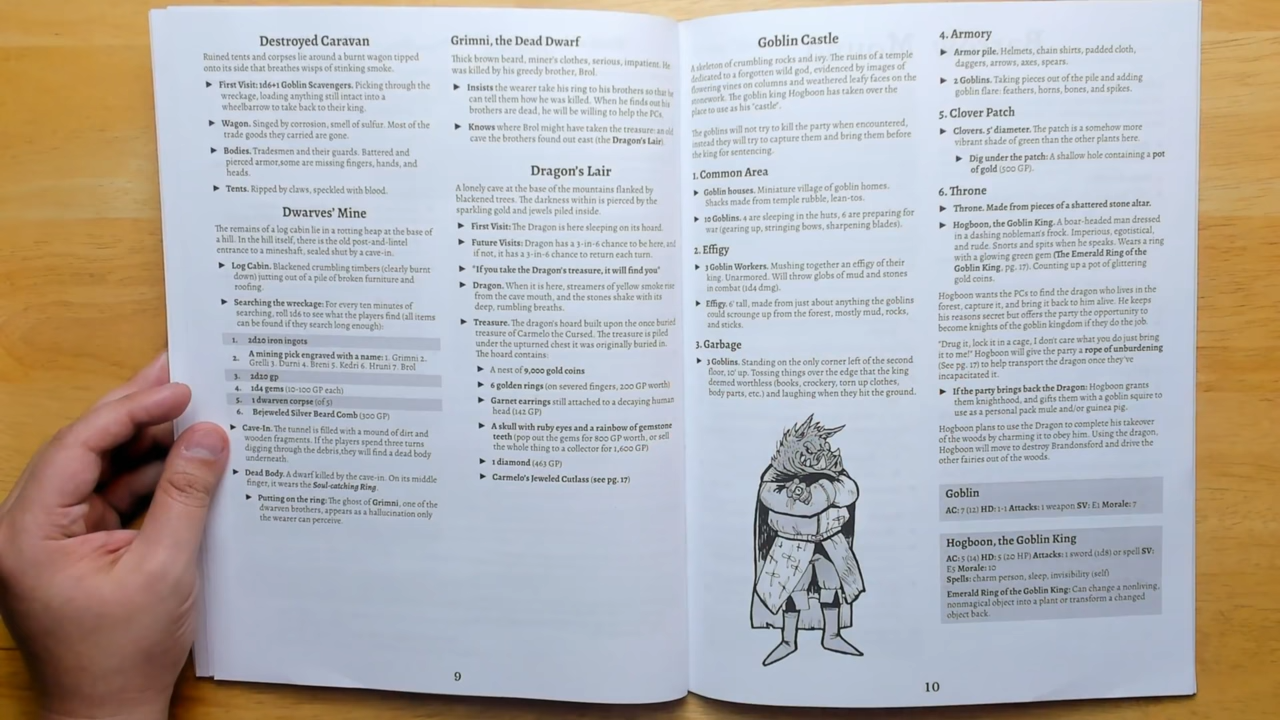 Destroyed Caravan
Ruined tents and corpses lie around a burnt wagon tipped
onto its side that breathes wisps of stinking smoke.
▶ First Visit: 1d6+1 Goblin Scavengers. Picking through the
wreckage, loading anything still intact into a
wheelbarrow to take back to their king.
▶ Wagon. Singed by corrosion, smell of sulfur. Most of the
trade goods they carried are gone.
▶ Bodies. Tradesmen and their guards. Battered and
pierced armor,some are missing fingers, hands, and
heads.
▶ Tents. Ripped by claws, speckled with blood.
Dwarves' Mine
The remains of a log cabin lie in a rotting heap at the base of
a hill. In the hill itself, there is the old post-and-lintel
entrance to a mineshaft, sealed shut by a cave-in.
▶ Log Cabin. Blackened crumbling timbers (clearly burnt
down) jutting out of a pile of broken furniture and
roofing.
▶ Searching the wreckage: For every ten minutes of
searching, roll 1d6 to see what players find (all items
can be found if they search long enough):
1. 2d20 iron ingots
2. A mining pick engraved with a name: 1. Grimni 2.
Grelli 3. Durni 4. Breni 5. Kedri 6. Hruni 7. Brol
3. 2d20 gp
4. 1d4 gems (10-100 GP each)
5. 1 dwarven corpse (of 5)
6. Bejeweled Silver Beard Comb (300 GP)
▶ Cave-In. The tunnel is filled with a mound of dirt and
wooden fragments. If the players spend three turns
digging through the debris,they will find a dead body
underneath.
▶ Dead Body. A dwarf killed by the cave-in. On its middle
finger, it wears the Soul-catching Ring.
▶ Putting on the ring: The ghost of Grimni, one of the
dwarven brothers, appears as a hallucination only
the wearer can perceive.
Grimni, the Dead Dwarf
Thick brown beard, miner's clothes, serious, impatient. He
was killed by his greedy brother, Brol.
▶ Insists the wearer take his ring to his brothers so that he
can tell them how he was killed. When he finds out his
brothers are dead, he will be willing to help the PCs.
▶ Knows where Brol might have taken the treasure: an old
cave the brothers found out east (the Dragon's Lair).
Dragon's Lair
A lonely cave at the base of the mountains flanked by
blackened trees. The darkness within is pierced by the
sparkling gold and jewels piled inside.
▶ First Visit: The Dragon is here sleeping on its hoard.
▶ Future Visits: Dragon has a 3-in-6 chance to be here, and
if not, it has a 3-in-6 chance to return each turn.
▶ "If you take the Dragon's treasure, it will find you"
▶ Dragon. When it is here, streamers of yellow smoke rise
from the cave mouth, and the stones shake with its
deep, rumbling breaths.
▶ Treasure. The dragon's hoard built upon the once buried
treasure of Carmelo the Cursed. The treasure is piled
under the upturned chest it was originally buried in.
The hoard contains:
▶ A nest of 9,000 gold coins
▶ 6 golden rings (on severed fingers, 200 GP worth)
▶ Garnet earrings still attached to a decaying human
head (142 GP)
▶ A skull with ruby eyes and a rainbow of gemstone
teeth (pop out the gems for 800 GP worth, or sell
the whole thing to a collector for 1,600 GP)
▶ 1 diamond (463 GP)
▶ Carmelo's Jeweled Cutlass (see pg. 17)
9
Goblin Castle
A skeleton of crumbling rocks and ivy. The ruins of a temple
dedicated to a forgotten wild god, evidenced by images of
flowering vines on columns and weathered leafy faces on the
stonework. The goblin king Hogboon has taken over the
place to use as his "castle".
The goblins will not try to kill the party when encountered,
instead they will try to capture them and bring them before
the king for sentencing.
1. Common Area
▶ Goblin houses. Miniature village of goblin homes.
Shacks made from temple rubble, lean-tos.
▶ 10 Goblins. 4 are sleeping in the huts, 6 are preparing for
war (gearing up, stringing bows, sharpening blades).
2. Effigy
▶ 3 Goblin Workers. Mushing together an effigy of their
king. Unarmored. Will throw globs of mud and stones
in combat (1d4 dmg).
▶ Effigy. 6' tall, made from just about anything the goblins
could scrounge up from the forest, mostly mud, rocks,
and sticks.
3. Garbage
▶ 3 Goblins. Standing on the only corner left of the second
floor, 10' up. Tossing things over the edge that the king
deemed worthless (books, crockery, torn up clothes,
body parts, etc.) and laughing when they hit the ground.
4. Armory
▶ Armor pile. Helmets, chain shirts, padded cloth,
daggers, arrows, axes, spears.
▶ 2 Goblins. Taking pieces out of the pile and adding
goblin flare: feathers, horns, bones, and spikes.
5. Clover Patch
▶ Clovers. 5' diameter. The patch is a somehow more
vibrant shade of green than the other plants here.
▶ Dig under the patch: A shallow hole containing a pot
of gold (500 GP).
6. Throne
▶ Throne. Made from pieces of a shattered stone altar.
▶ Hogboon, the Goblin King. A boar-headed man dressed
in a dashing nobleman's frock. Imperious, egotistical,
and rude. Snorts and spits when he speaks. Wears a ring
with a glowing green gem (The Emerald Ring of the
Goblin King, pg. 17). Counting up a pot of glittering
gold coins.
Hogboon wants the PCs to find the dragon who lives in the
forest, capture it, and bring it back to him alive. He keeps
his reasons secret but offers the party the opportunity to
become knights of the goblin kingdom if they do the job.
"Drug it, lock it in a cage, I don't care what you do just bring
it to me!" Hogboon will give the party a rope of unburdening
(See pg. 17) to help transport the dragon once they've
incapacitated it.
▶ If the party brings back the Dragon: Hogboon grants
them knighthood, and gifts them with a goblin squire to
use as a personal pack mule and/or guinea pig.
Hogboon plans to use the Dragon to complete his takeover
of the woods by charming it to obey him. Using the dragon,
Hogboon will move to destroy Brandonsford and drive the
other fairies out of the woods.
Goblin
AC: 7 (12) HD: 1-1 Attacks: 1 weapon SV: E1 Morale: 7
Hogboon, the Goblin King
AC: 5 (14) HD: 5 (20 HP) Attacks: 1 sword (1d8) or spell SV:
E5 Morale: 10
Spells: charm person, sleep, invisibility (self)
Emerald Ring of the Goblin King: Can change a nonliving,
nonmagical object into a plant or transform a changed
object back.
10